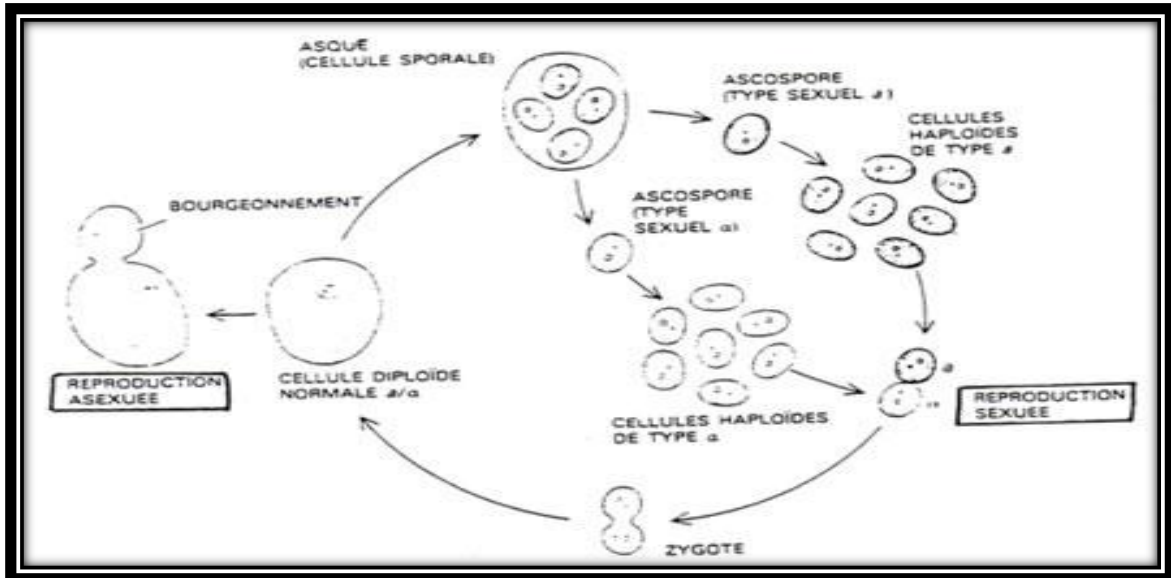 ASQUE
(CELLULE SPORALE)
ASCOSPORE
(TYPE SEXUEL a)
CELLULES
HAPLOÏDES
DE TYPE a
BOURGEONNEMENT
ASCOSPORE
(TYPE
SEXUEL α)
REPRODUCTION
ASEXUEE
CELLULE DIPLOÏDE
NORMALE a/α
CELLULES HAPLOÏDES
DE TYPE α
a
α
REPRODUCTION
SEXUEE
ZYGOTE